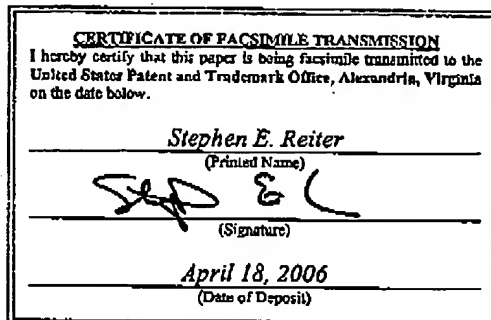 CERTIFICATE OF FACSIMILE TRANSMISSION
I hereby certify that this paper is being facsimile transmitted to the
United States Patent and Trademark Office, Alexandria, Virginia
on the date below.
Stephen E. Reiter
(Printed Name)
(Signature)
April 18, 2006
(Date of Deposit)